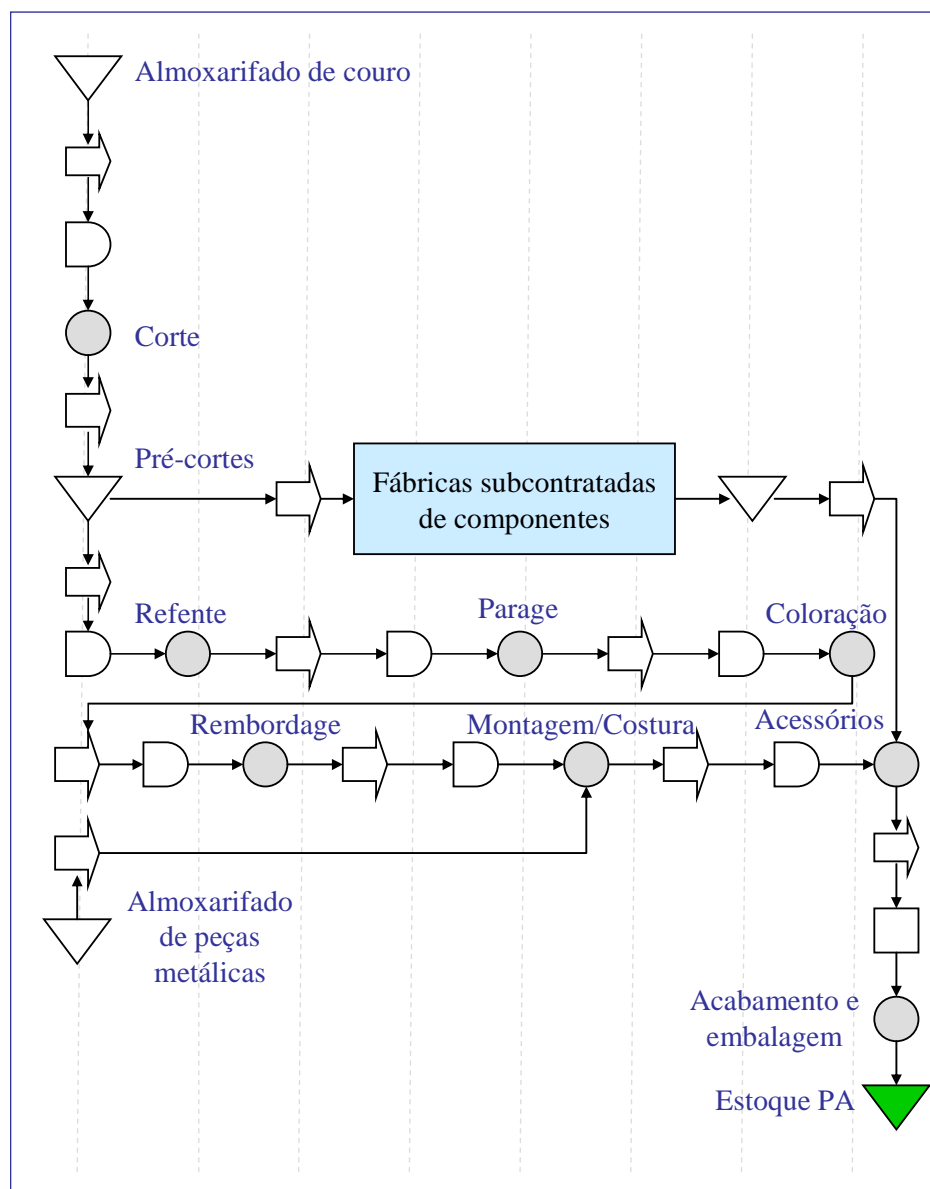 Almoxarifado de couro
Corte
Pré-cortes
Fábricas subcontratadas
de componentes
Refente
Parage
Coloração
Rembordage
Montagem/Costura
Acessórios
Almoxarifado
de peças
metálicas
Acabamento e
embalagem
Estoque PA